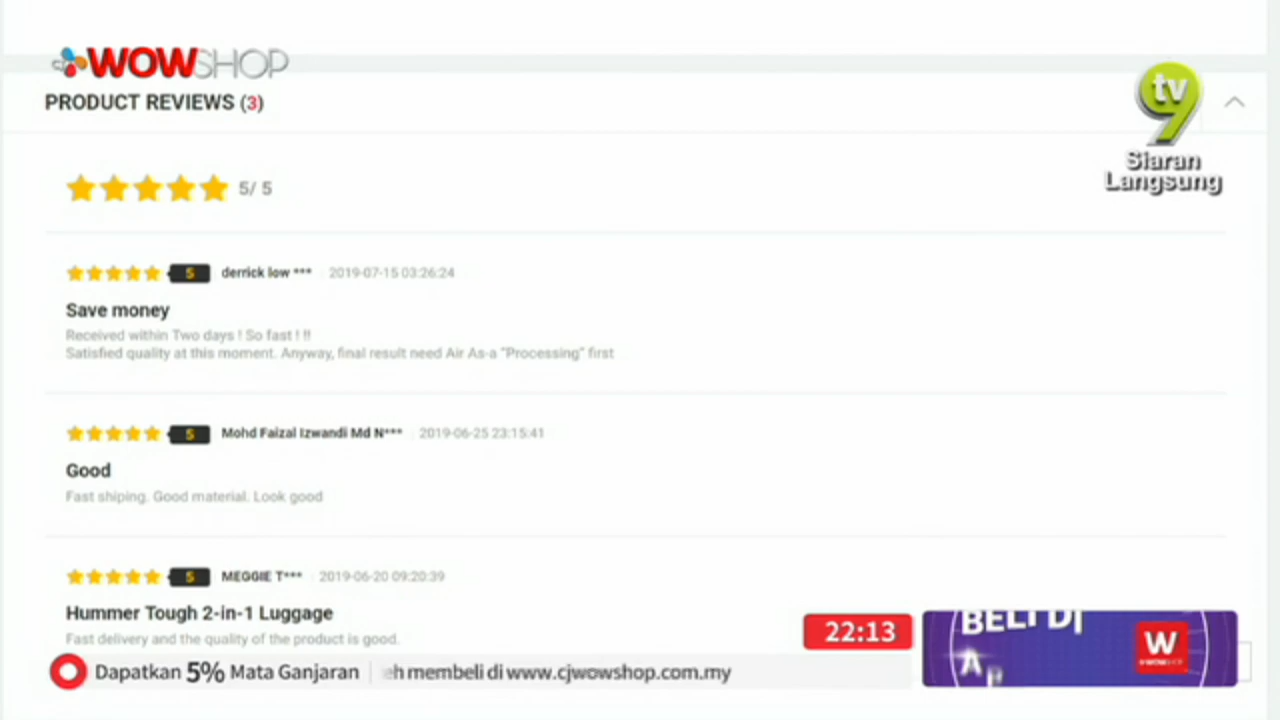 WOWSHOP
PRODUCT REVIEWS (3)
tv9
Siaran
Langsung
5/ 5
5 derrick low *** 2019-07-15 03:26:24
Save money
Received within Two days ! So fast ! !!
Satisfied quality at this moment. Anyway, final result need Air As-a "Processing" first
5 Mohd Faizal Izwandi Md N*** 2019-06-25 23:15:41
Good
Fast shiping. Good material. Look good
5 MEGGIE T*** 2019-06-20 09:20:39
Hummer Tough 2-in-1 Luggage
Fast delivery and the quality of the product is good.
22:13
BELI DI
A
W
WOWSHOP
Dapatkan 5% Mata Ganjaran eh membeli di www.cjwowshop.com.my